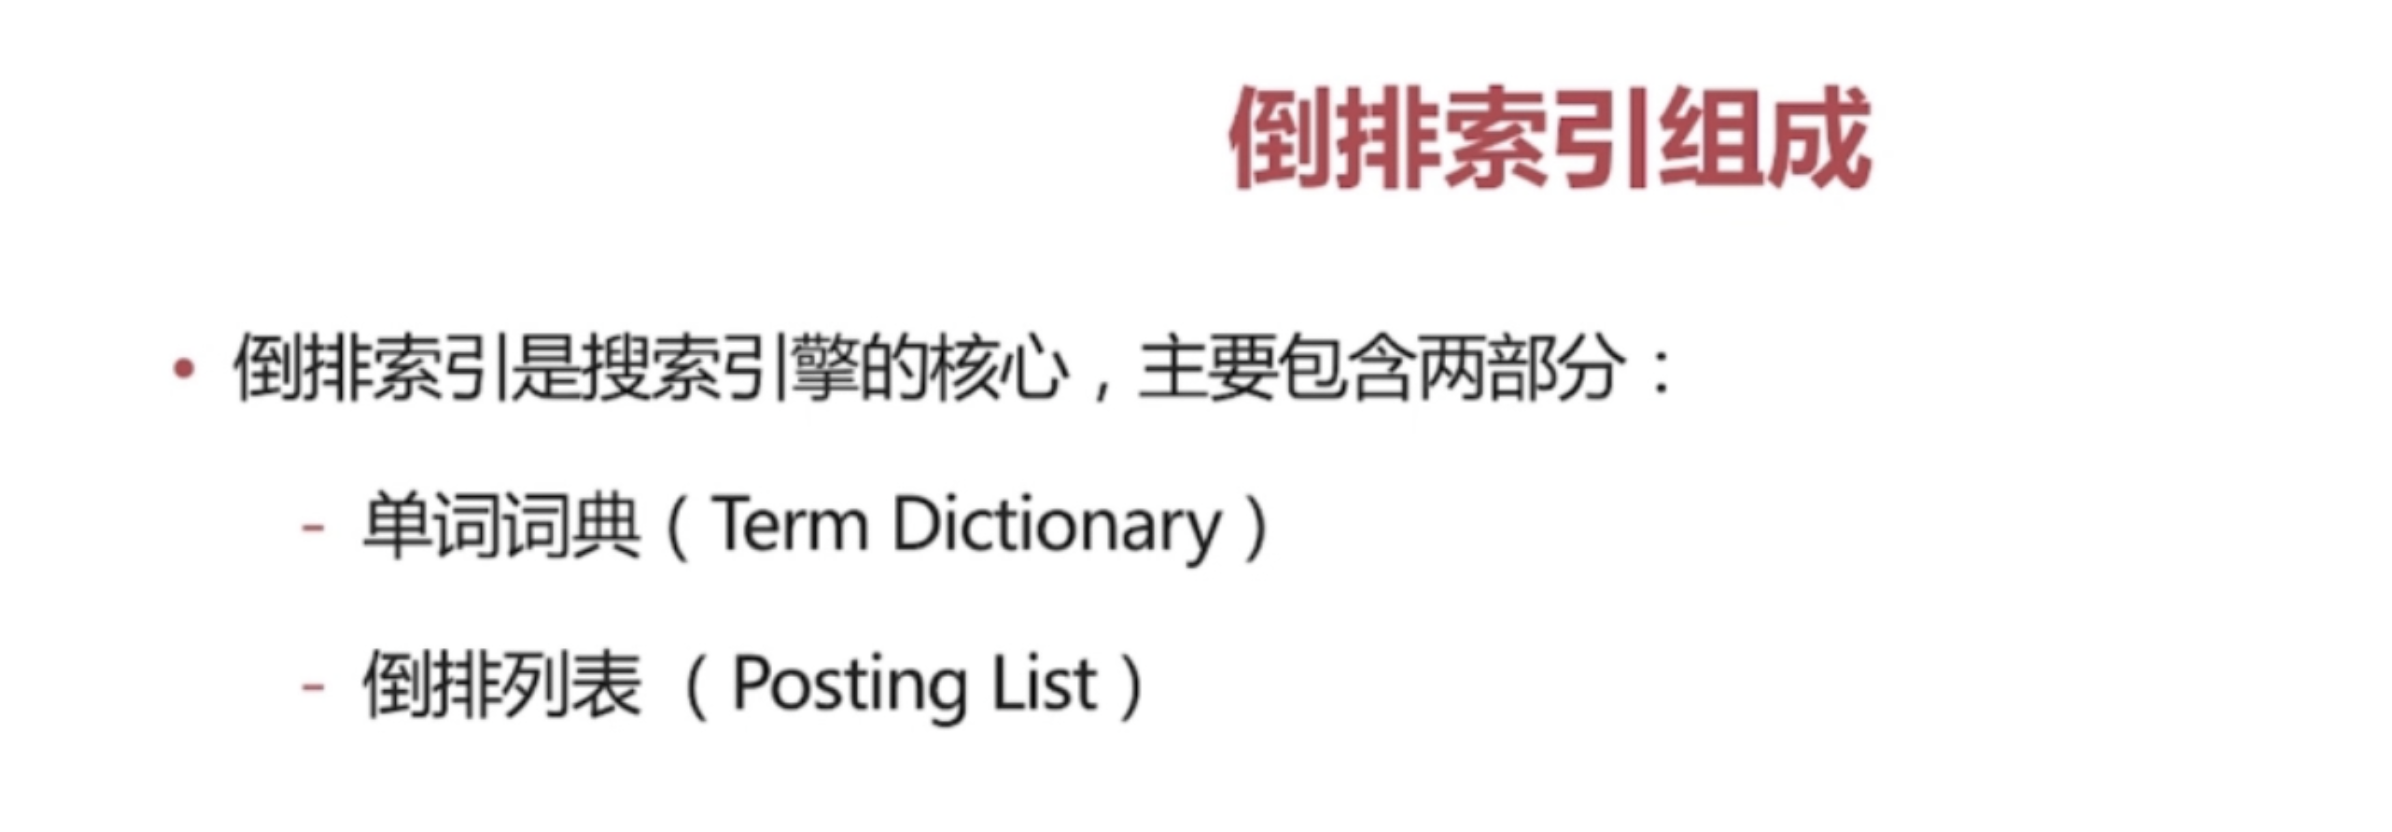 倒排索引组成
• 倒排索引是搜索引擎的核心，主要包含两部分：
- 单词词典（Term Dictionary）
- 倒排列表 （Posting List）